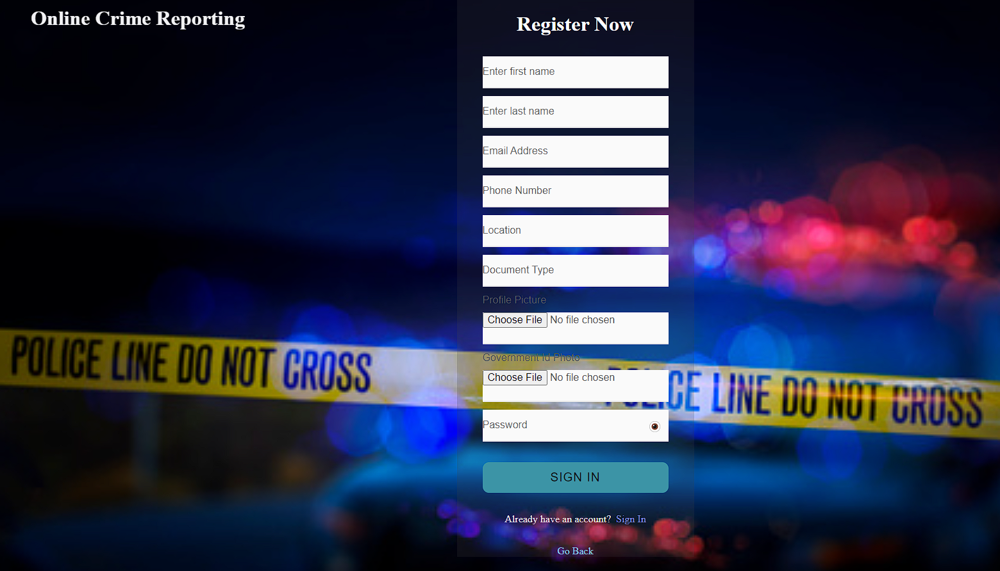 Online Crime Reporting
Register Now
Enter first name
Enter last name
Email Address
Phone Number
Location
Document Type
Profile Picture
Choose File No file chosen
Government Id Photo
Choose File No file chosen
POLICE LINE DO NOT CROSS
POLICE LINE DO NOT CROSS
Password
SIGN IN
Already have an account? Sign In
Go Back